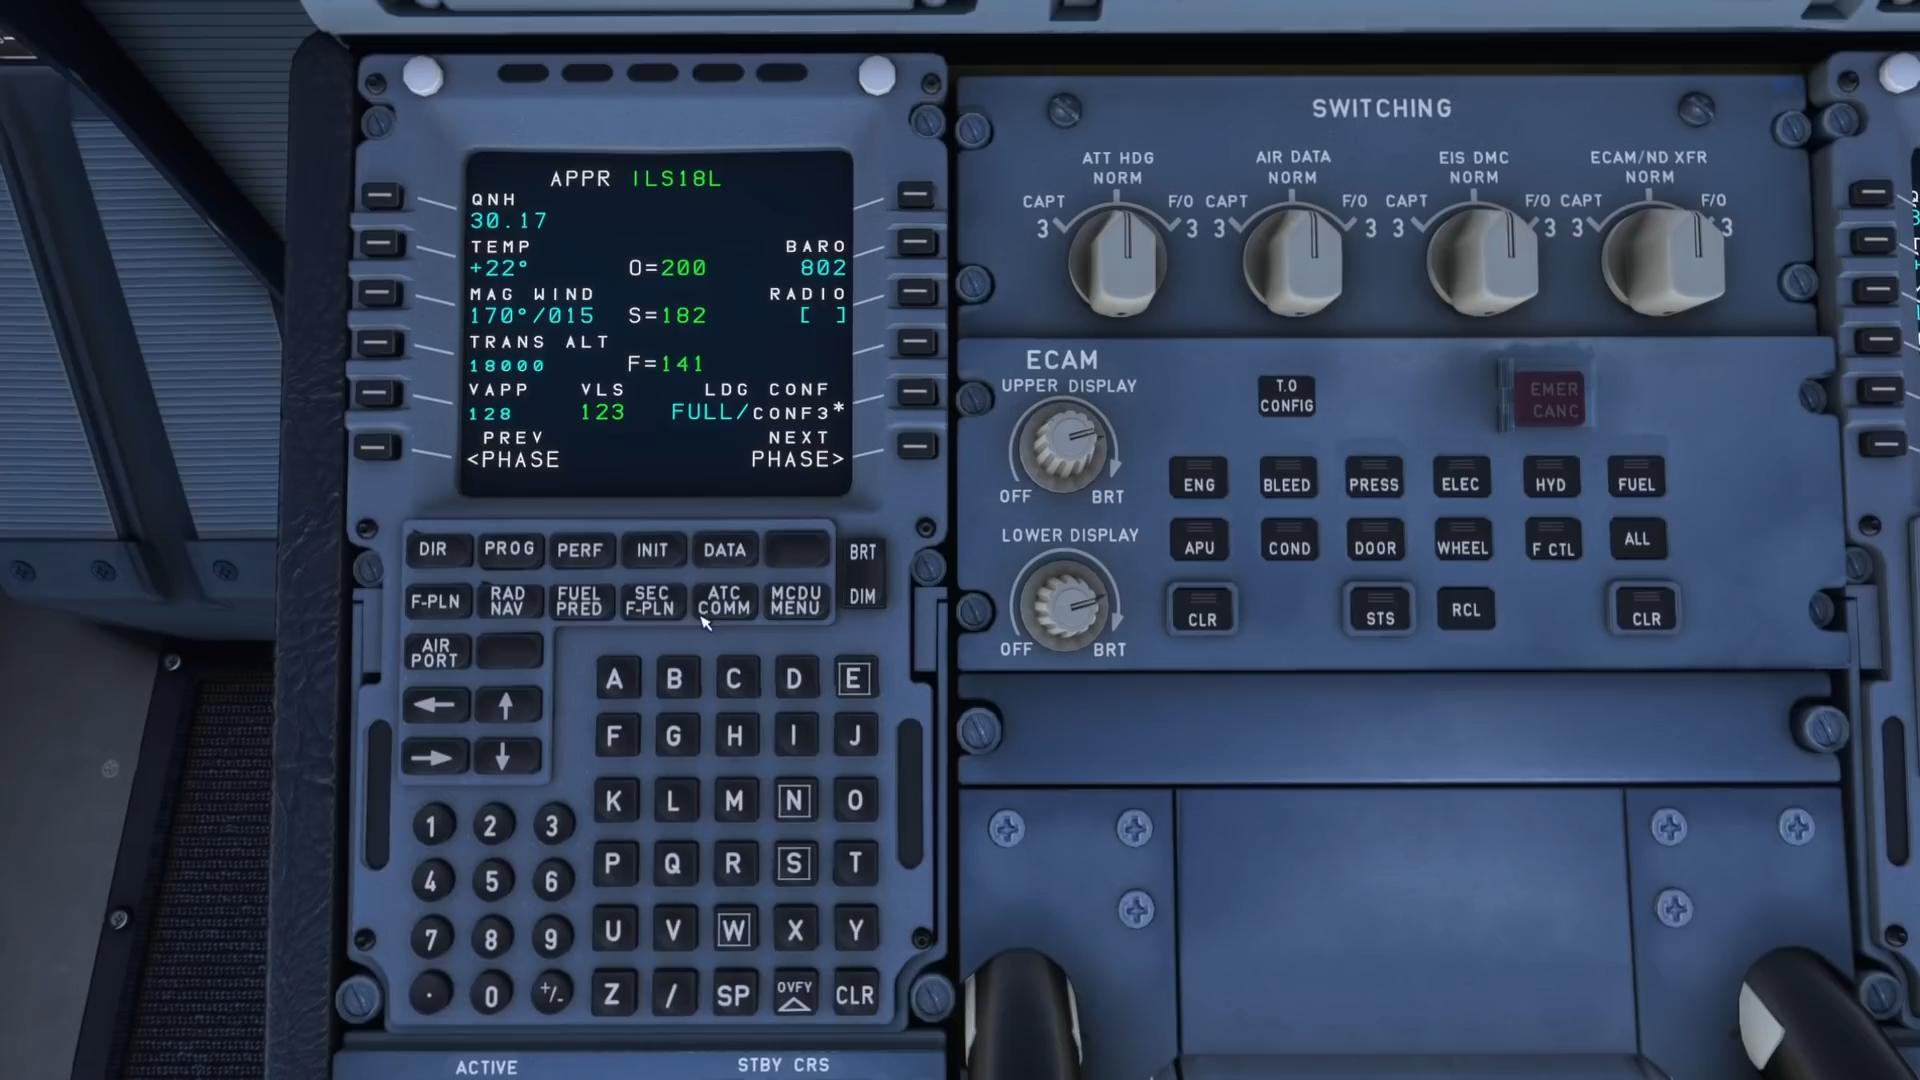 APPR ILS18L
QNH
30.17
TEMP BARO
+22° O=200 802
MAG WIND RADIO
170°/015 S=182 [ ]
TRANS ALT
18000 F=141
VAPP VLS LDG CONF
128 123 FULL/CONF3*
PREV NEXT
<PHASE PHASE>
DIR PROG PERF INIT DATA BRT
F-PLN RAD NAV FUEL PRED SEC F-PLN ATC COMM MCDU MENU DIM
AIR PORT
A B C D E
F G H I J
K L M N O
1 2 3
P Q R S T
4 5 6
U V W X Y
7 8 9
Z / SP OVFY CLR
. 0 +/-
ACTIVE STBY CRS
SWITCHING
ATT HDG AIR DATA EIS DMC ECAM/ND XFR
NORM NORM NORM NORM
CAPT F/O CAPT F/O CAPT F/O CAPT F/O
3 3 3 3 3 3 3 3
ECAM
UPPER DISPLAY
OFF BRT
T.O CONFIG
EMER CANC
ENG BLEED PRESS ELEC HYD FUEL
LOWER DISPLAY
OFF BRT
APU COND DOOR WHEEL F CTL ALL
CLR STS RCL CLR